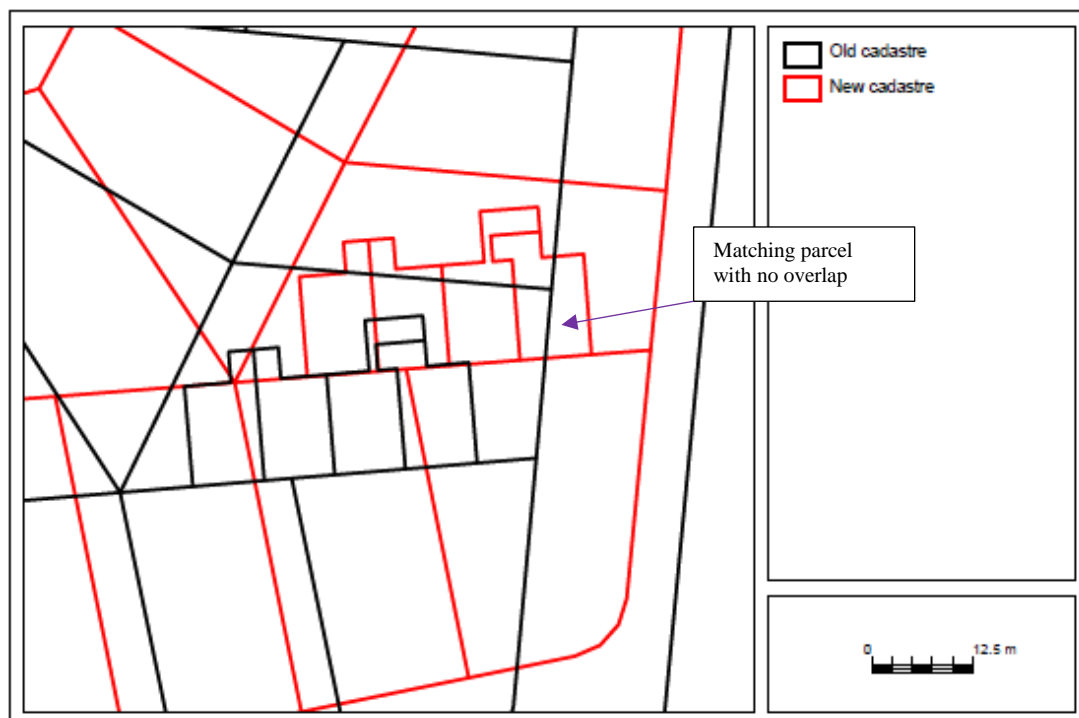 Old cadastre
New cadastre
Matching parcel
with no overlap
0 12.5 m